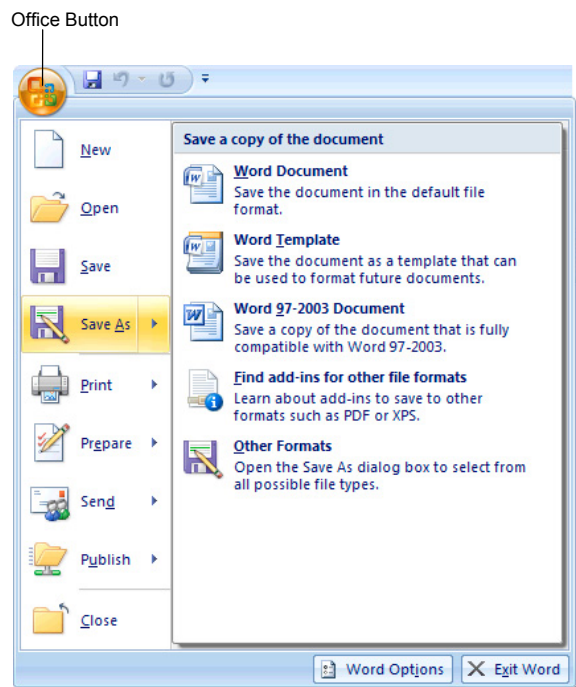 Office Button
New
Open
Save
Save As
Print
Prepare
Send
Publish
Close
Save a copy of the document
Word Document
Save the document in the default file
format.
Word Template
Save the document as a template that can
be used to format future documents.
Word 97-2003 Document
Save a copy of the document that is fully
compatible with Word 97-2003.
Find add-ins for other file formats
Learn about add-ins to save to other
formats such as PDF or XPS.
Other Formats
Open the Save As dialog box to select from
all possible file types.
Word Options
Exit Word